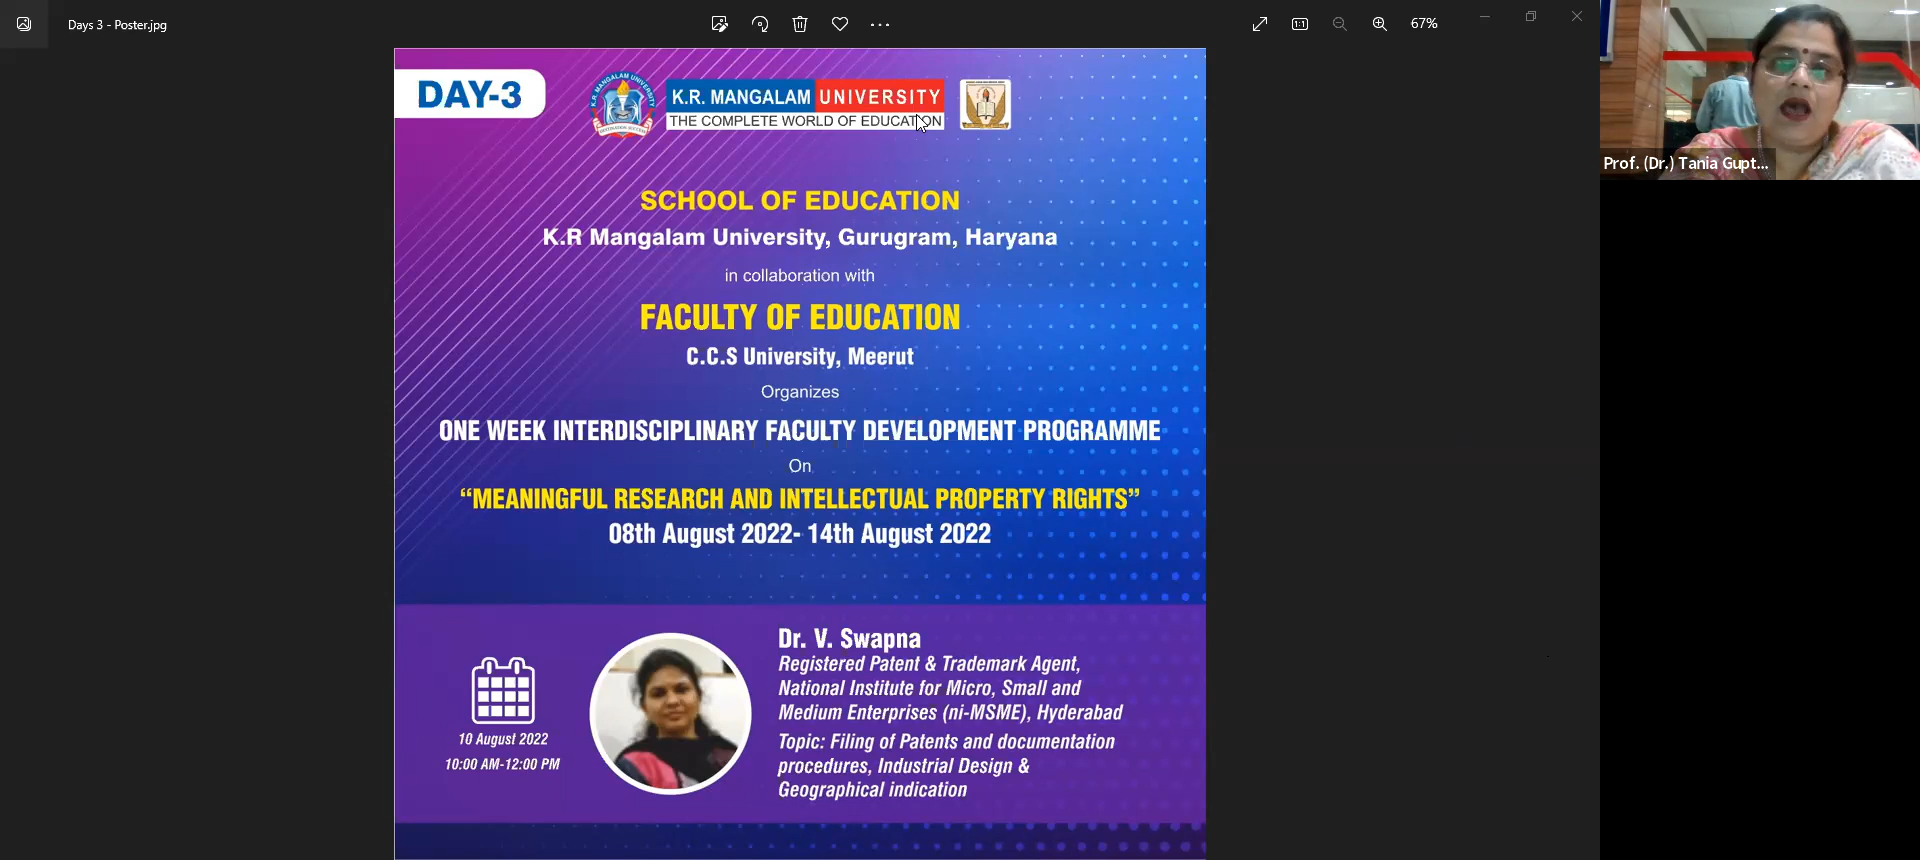 Days 3 - Poster.jpg
67%
DAY-3
K.R. MANGALAM UNIVERSITY
K.R. MANGALAM UNIVERSITY
THE COMPLETE WORLD OF EDUCATION
SCHOOL OF EDUCATION
K.R Mangalam University, Gurugram, Haryana
in collaboration with
FACULTY OF EDUCATION
C.C.S University, Meerut
Organizes
ONE WEEK INTERDISCIPLINARY FACULTY DEVELOPMENT PROGRAMME
On
“MEANINGFUL RESEARCH AND INTELLECTUAL PROPERTY RIGHTS”
08th August 2022- 14th August 2022
10 August 2022
10:00 AM-12:00 PM
Dr. V. Swapna
Registered Patent & Trademark Agent,
National Institute for Micro, Small and
Medium Enterprises (ni-MSME), Hyderabad
Topic: Filing of Patents and documentation
procedures, Industrial Design &
Geographical indication
Prof. (Dr.) Tania Gupt...